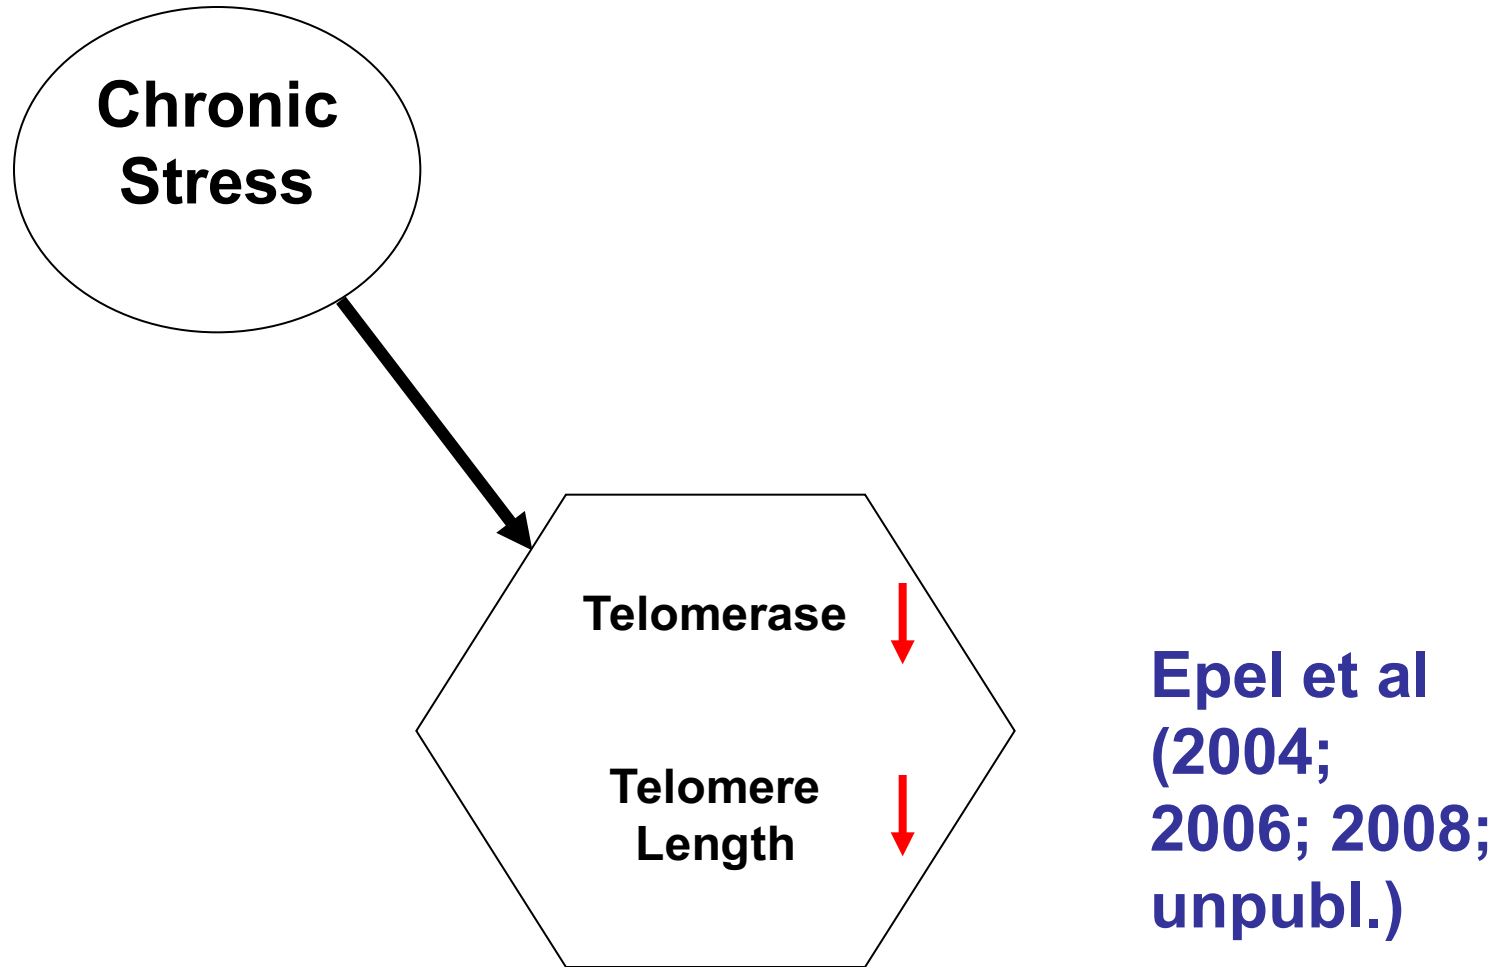 Chronic
Stress
Telomerase
Telomere
Length
Epel et al
(2004;
2006; 2008;
unpubl.)